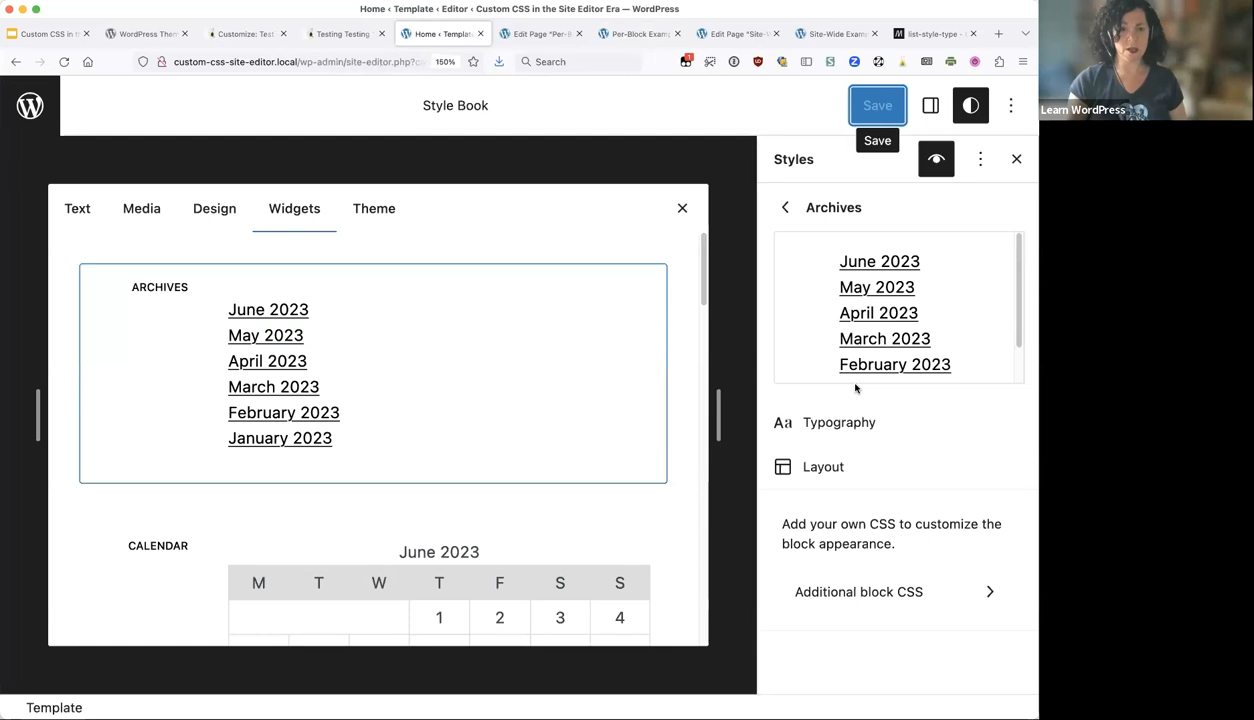 Home ‹ Template ‹ Editor ‹ Custom CSS in the Site Editor Era — WordPress
Custom CSS in t
WordPress Them
Customize: Test
Testing Testing
Home ‹ Templa
Edit Page "Per-B
Per-Block Exam
Edit Page "Site-W
Site-Wide Exam
list-style-type -
custom-css-site-editor.local/wp-admin/site-editor.php?c
150%
Search
1
Learn WordPress
Style Book
Save
Save
Styles
Text
Media
Design
Widgets
Theme
Archives
ARCHIVES
June 2023
May 2023
April 2023
March 2023
February 2023
January 2023
June 2023
May 2023
April 2023
March 2023
February 2023
Aa Typography
Layout
Add your own CSS to customize the
block appearance.
Additional block CSS
CALENDAR
June 2023
M T W T F S S
1 2 3 4
Template